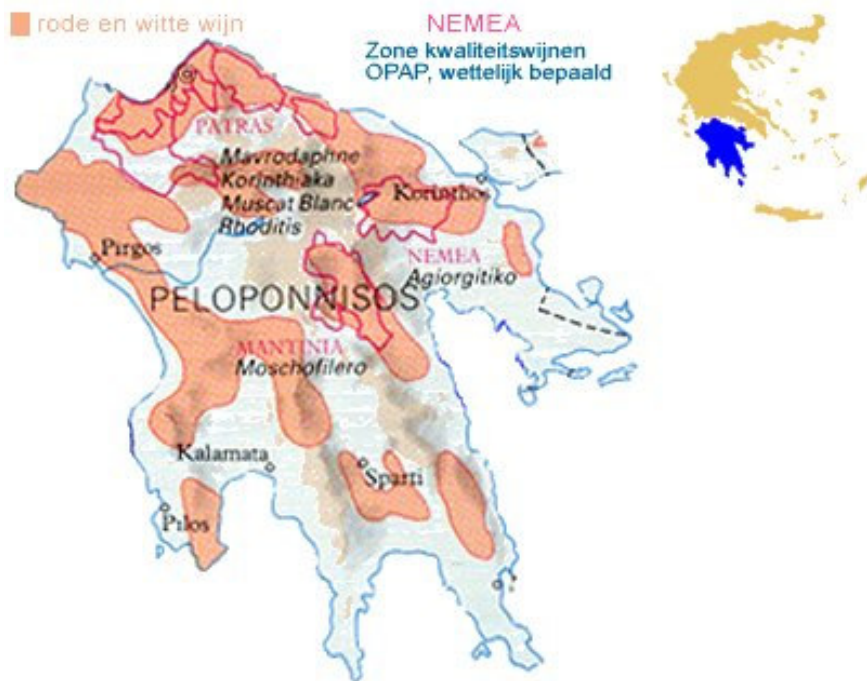 rode en witte wijn
NEMEA
Zone kwaliteitswijnen
OPAP, wettelijk bepaald
PATRAS
Mavrodaphne
Korinthiaka
Muscat Blanc
Rhoditis
Korinthos
Pirgos
NEMEA
Agiorgitiko
PELOPONNISOS
MANTINIA
Moschofilero
Kalamata
Sparti
Pilos